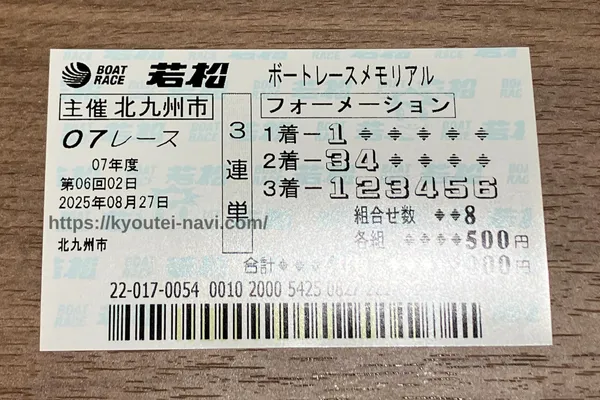 BOAT RACE 若松 ボートレースメモリアル
主催 北九州市
3連単
フォーメーション
07レース
1着－1
2着－34
3着－123456
07年度
第06回02日
2025年08月27日
組合せ数 8
https://kyoutei-navi.com/
各組 500円
北九州市
合計 00円
22-017-0054 0010 2000 5425